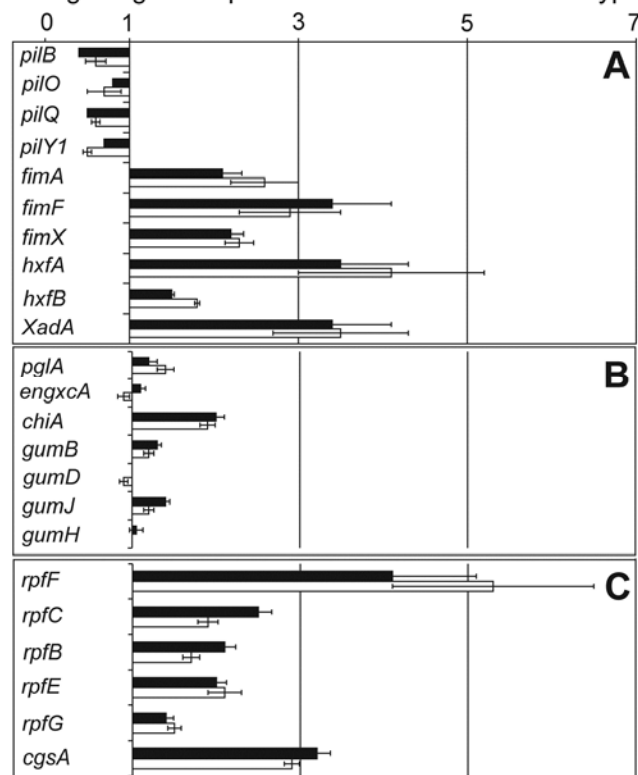 0 1 3 5 7
A
pilB
pilO
pilQ
pilY1
fimA
fimF
fimX
hxfA
hxfB
XadA
B
pglA
engxcA
chiA
gumB
gumD
gumJ
gumH
C
rpfF
rpfC
rpfB
rpfE
rpfG
cgsA